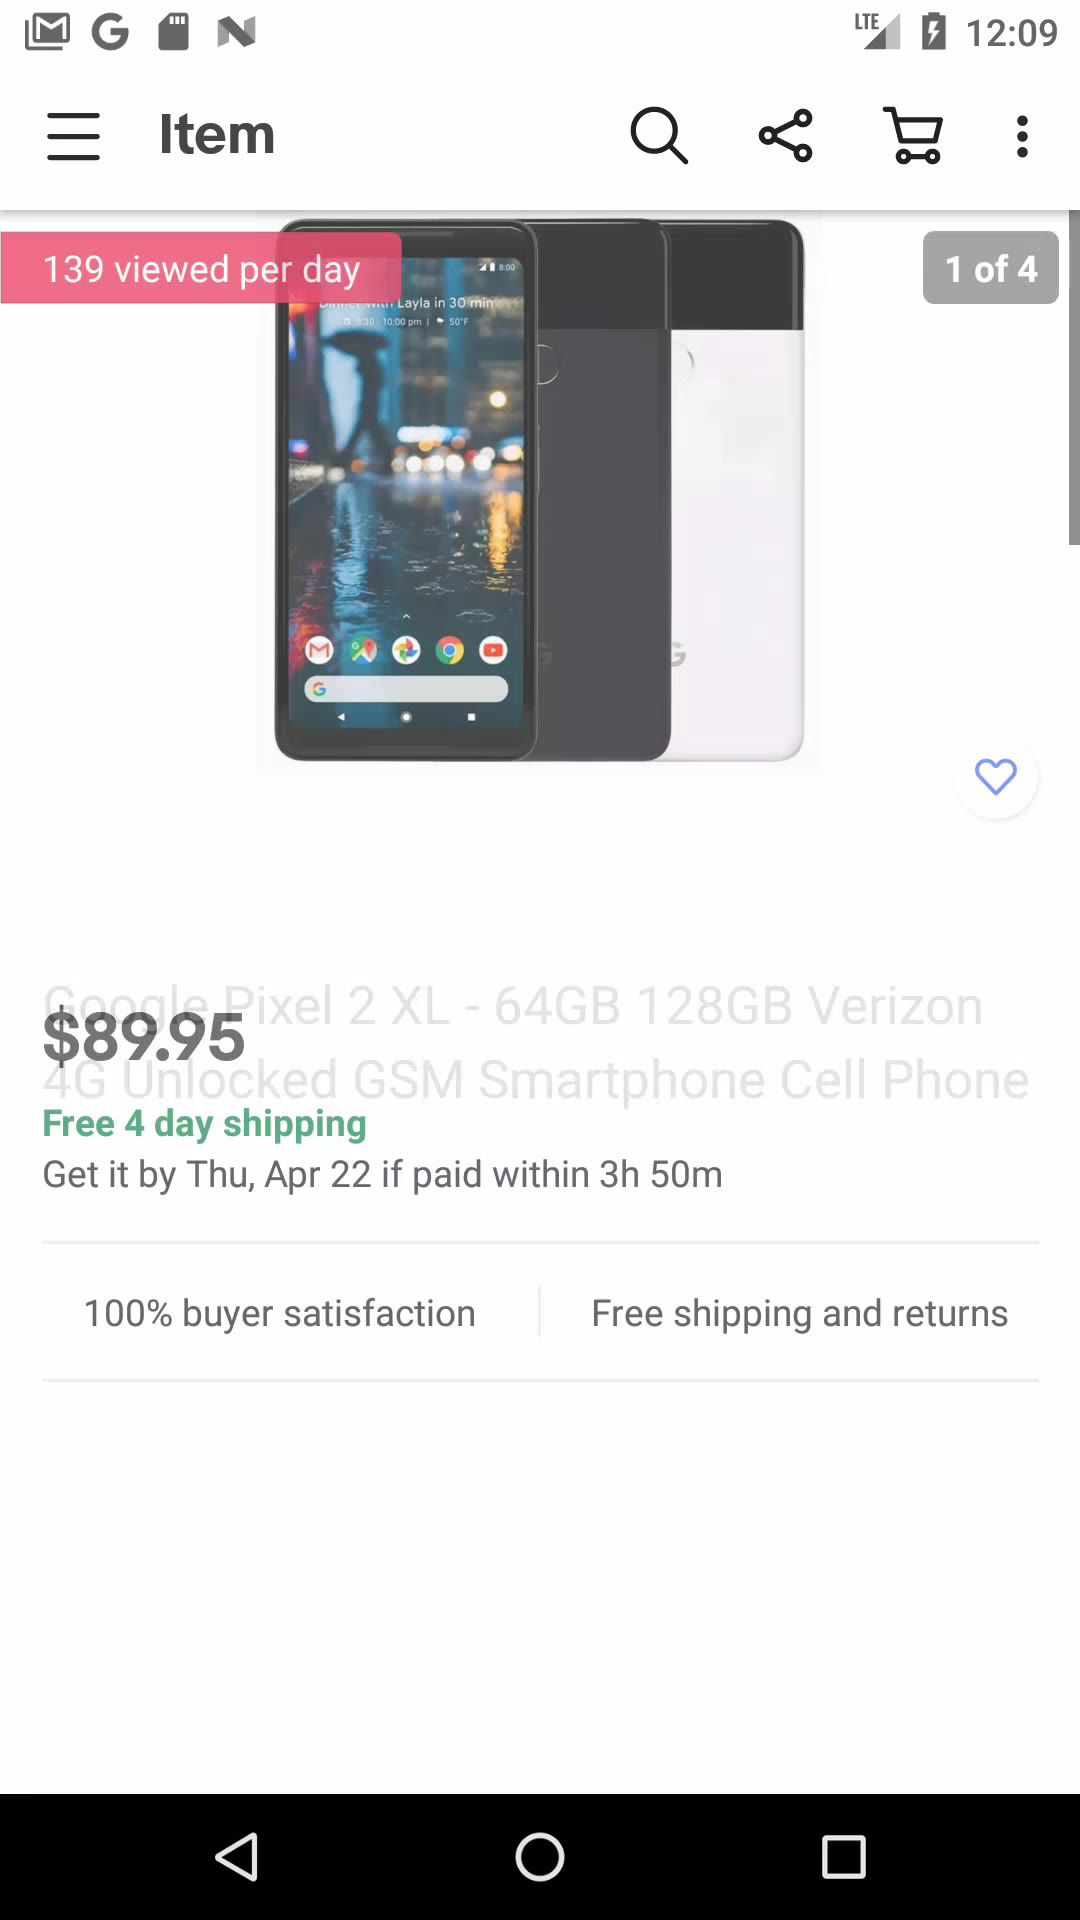 12:09
LTE
Item
139 viewed per day
1 of 4
8:00
Dinner with Layla in 30 min
8:30 - 10:00 pm | 50°F
Google Pixel 2 XL - 64GB 128GB Verizon
$89.95
4G Unlocked GSM Smartphone Cell Phone
Free 4 day shipping
Get it by Thu, Apr 22 if paid within 3h 50m
100% buyer satisfaction
Free shipping and returns